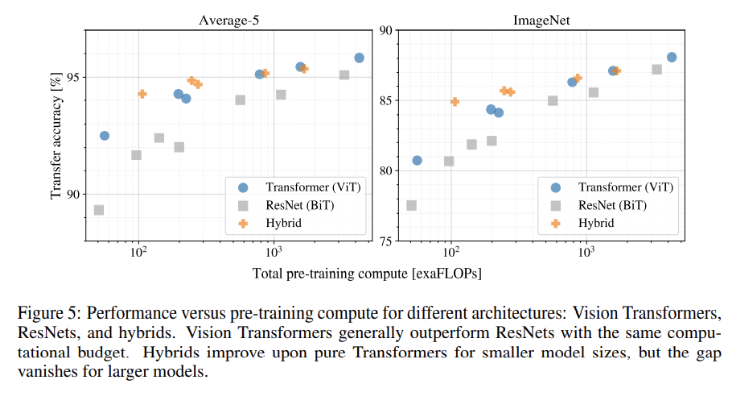 Average-5
ImageNet
Transfer accuracy [%]
95
90
90
85
80
75
Transformer (ViT)
ResNet (BiT)
Hybrid
Transformer (ViT)
ResNet (BiT)
Hybrid
10²
10³
10²
10³
Total pre-training compute [exaFLOPs]
Figure 5: Performance versus pre-training compute for different architectures: Vision Transformers,
ResNets, and hybrids. Vision Transformers generally outperform ResNets with the same compu-
tational budget. Hybrids improve upon pure Transformers for smaller model sizes, but the gap
vanishes for larger models.